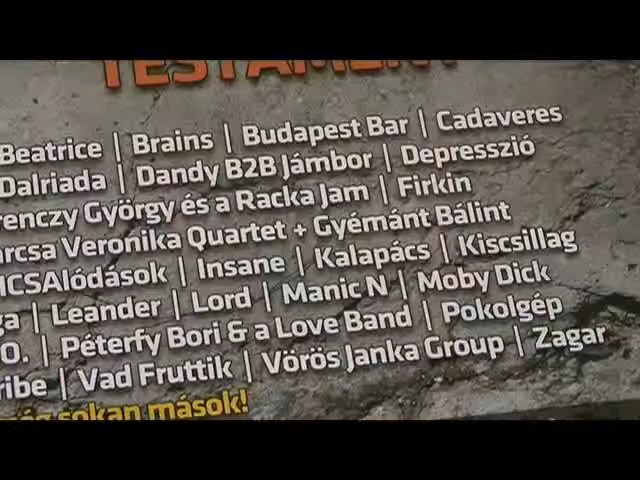 TESTAMENT
Beatrice | Brains | Budapest Bar | Cadaveres
Dalriada | Dandy B2B Jámbor | Depresszió
renczy György és a Racka Jam | Firkin
arcsa Veronika Quartet + Gyémánt Bálint
ICSAlódások | Insane | Kalapács | Kiscsillag
ga | Leander | Lord | Manic N | Moby Dick
O. | Péterfy Bori & a Love Band | Pokolgép
ribe | Vad Fruttik | Vörös Janka Group | Zagar
még sokan mások!